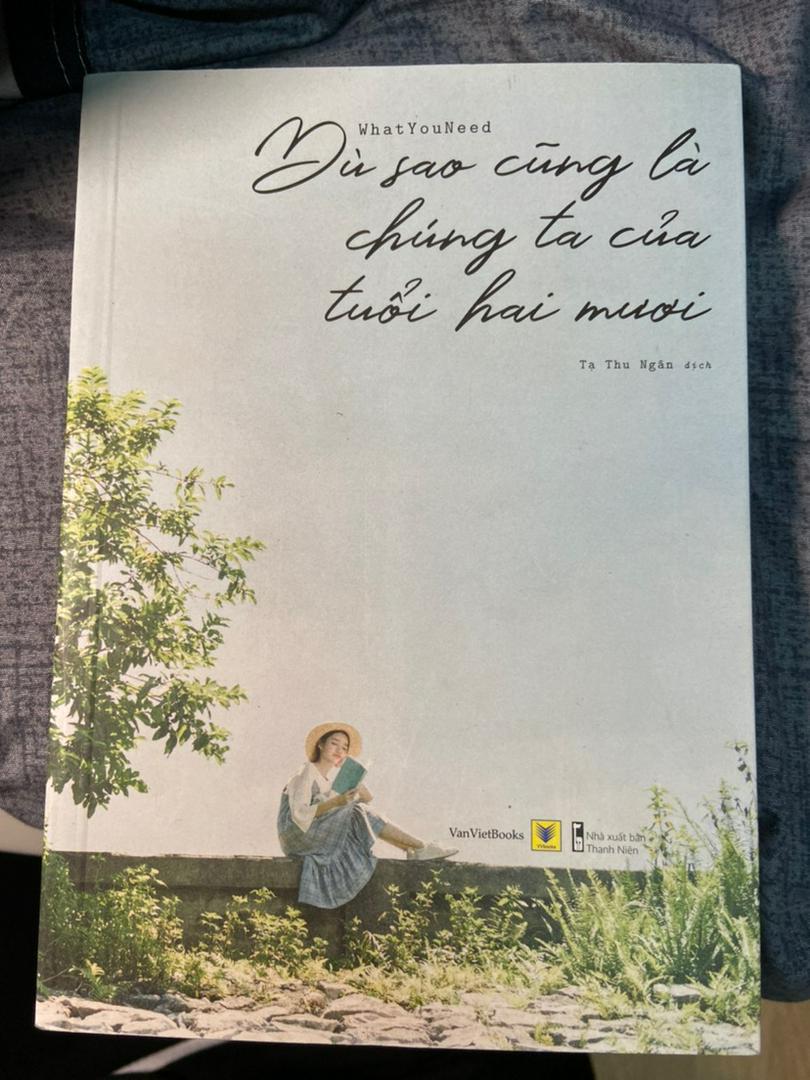 WhatYouNeed
Dù sao cũng là
chúng ta của
tuổi hai mươi
Tạ Thu Ngân dịch
VanVietBooks
VVbooks
Nhà xuất bản
Thanh Niên